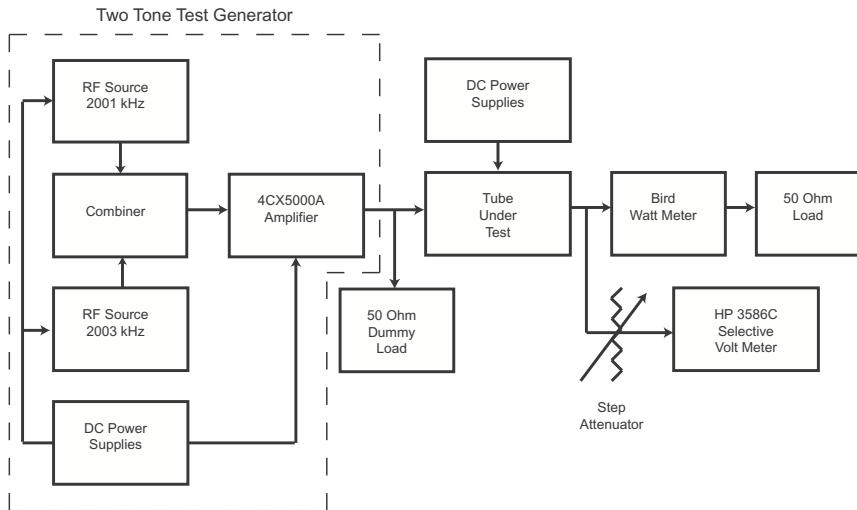 Two Tone Test Generator
RF Source
2001 kHz
DC Power
Supplies
Combiner
4CX5000A
Amplifier
Tube
Under
Test
Bird
Watt Meter
50 Ohm
Load
RF Source
2003 kHz
50 Ohm
Dummy
Load
HP 3586C
Selective
Volt Meter
Step
Attenuator
DC Power
Supplies